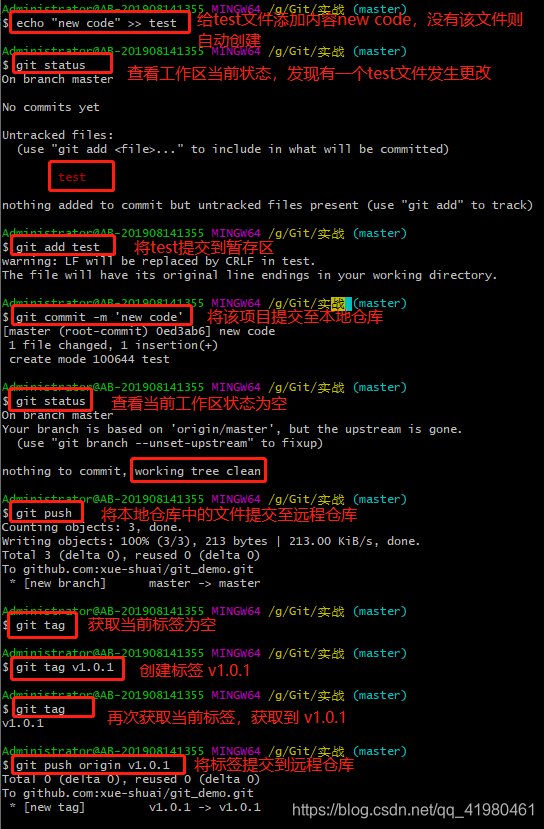 $ echo "new code" >> test 给test文件添加内容new code，没有该文件则
自动创建
Administrator@AB-201908141355 MINGW64 /g/Git/实战 (master)
$ git status 查看工作区当前状态，发现有一个test文件发生更改
On branch master
No commits yet
Untracked files:
(use "git add <file>..." to include in what will be committed)
test
nothing added to commit but untracked files present (use "git add" to track)
Administrator@AB-201908141355 MINGW64 /g/Git/实战 (master)
$ git add test 将test提交到暂存区
warning: LF will be replaced by CRLF in test.
The file will have its original line endings in your working directory.
Administrator@AB-201908141355 MINGW64 /g/Git/实战 (master)
$ git commit -m 'new code' 将该项目提交至本地仓库
[master (root-commit) 0ed3ab6] new code
1 file changed, 1 insertion(+)
create mode 100644 test
Administrator@AB-201908141355 MINGW64 /g/Git/实战 (master)
$ git status 查看当前工作区状态为空
On branch master
Your branch is based on 'origin/master', but the upstream is gone.
(use "git branch --unset-upstream" to fixup)
nothing to commit, working tree clean
Administrator@AB-201908141355 MINGW64 /g/Git/实战 (master)
$ git push 将本地仓库中的文件提交至远程仓库
Counting objects: 3, done.
Writing objects: 100% (3/3), 213 bytes | 213.00 KiB/s, done.
Total 3 (delta 0), reused 0 (delta 0)
To github.com:xue-shuai/git_demo.git
* [new branch] master -> master
Administrator@AB-201908141355 MINGW64 /g/Git/实战 (master)
$ git tag 获取当前标签为空
Administrator@AB-201908141355 MINGW64 /g/Git/实战 (master)
$ git tag v1.0.1 创建标签 v1.0.1
Administrator@AB-201908141355 MINGW64 /g/Git/实战 (master)
$ git tag 再次获取当前标签，获取到 v1.0.1
v1.0.1
Administrator@AB-201908141355 MINGW64 /g/Git/实战 (master)
$ git push origin v1.0.1 将标签提交到远程仓库
Total 0 (delta 0), reused 0 (delta 0)
To github.com:xue-shuai/git_demo.git
* [new tag] v1.0.1 -> v1.0.1
https://blog.csdn.net/qq_41980461